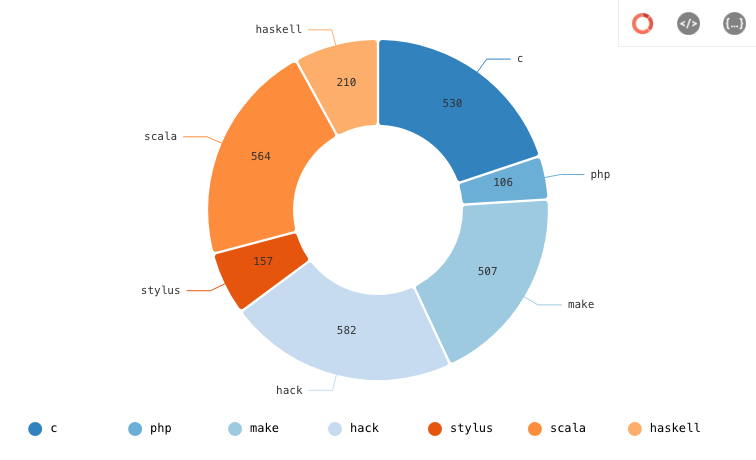 haskell
c
530
210
scala
564
php
106
stylus
157
507
make
582
hack
c php make hack stylus scala haskell